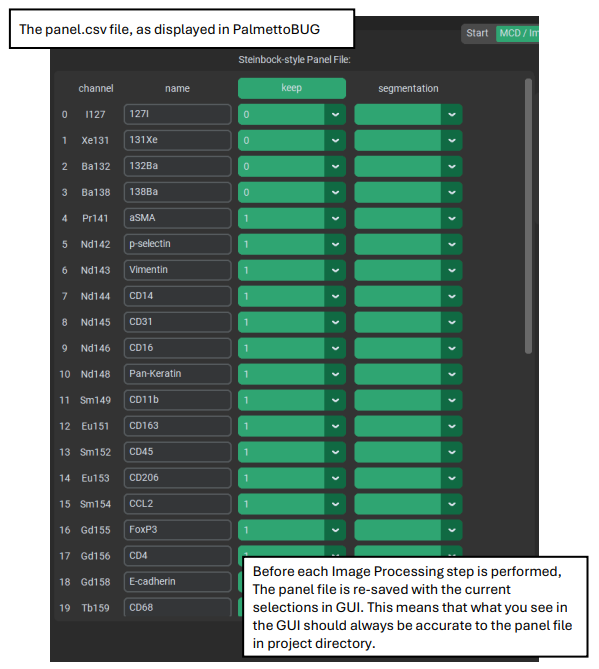 The panel.csv file, as displayed in PalmettoBUG
Start MCD / Im
Steinbock-style Panel File:
channel name keep segmentation
0 I127 127I 0
1 Xe131 131Xe 0
2 Ba132 132Ba 0
3 Ba138 138Ba 0
4 Pr141 aSMA 1
5 Nd142 p-selectin 1
6 Nd143 Vimentin 1
7 Nd144 CD14 1
8 Nd145 CD31 1
9 Nd146 CD16 1
10 Nd148 Pan-Keratin 1
11 Sm149 CD11b 1
12 Eu151 CD163 1
13 Sm152 CD45 1
14 Eu153 CD206 1
15 Sm154 CCL2 1
16 Gd155 FoxP3 1
17 Gd156 CD4 1
18 Gd158 E-cadherin
19 Tb159 CD68
Before each Image Processing step is performed,
The panel file is re-saved with the current
selections in GUI. This means that what you see in
the GUI should always be accurate to the panel file
in project directory.